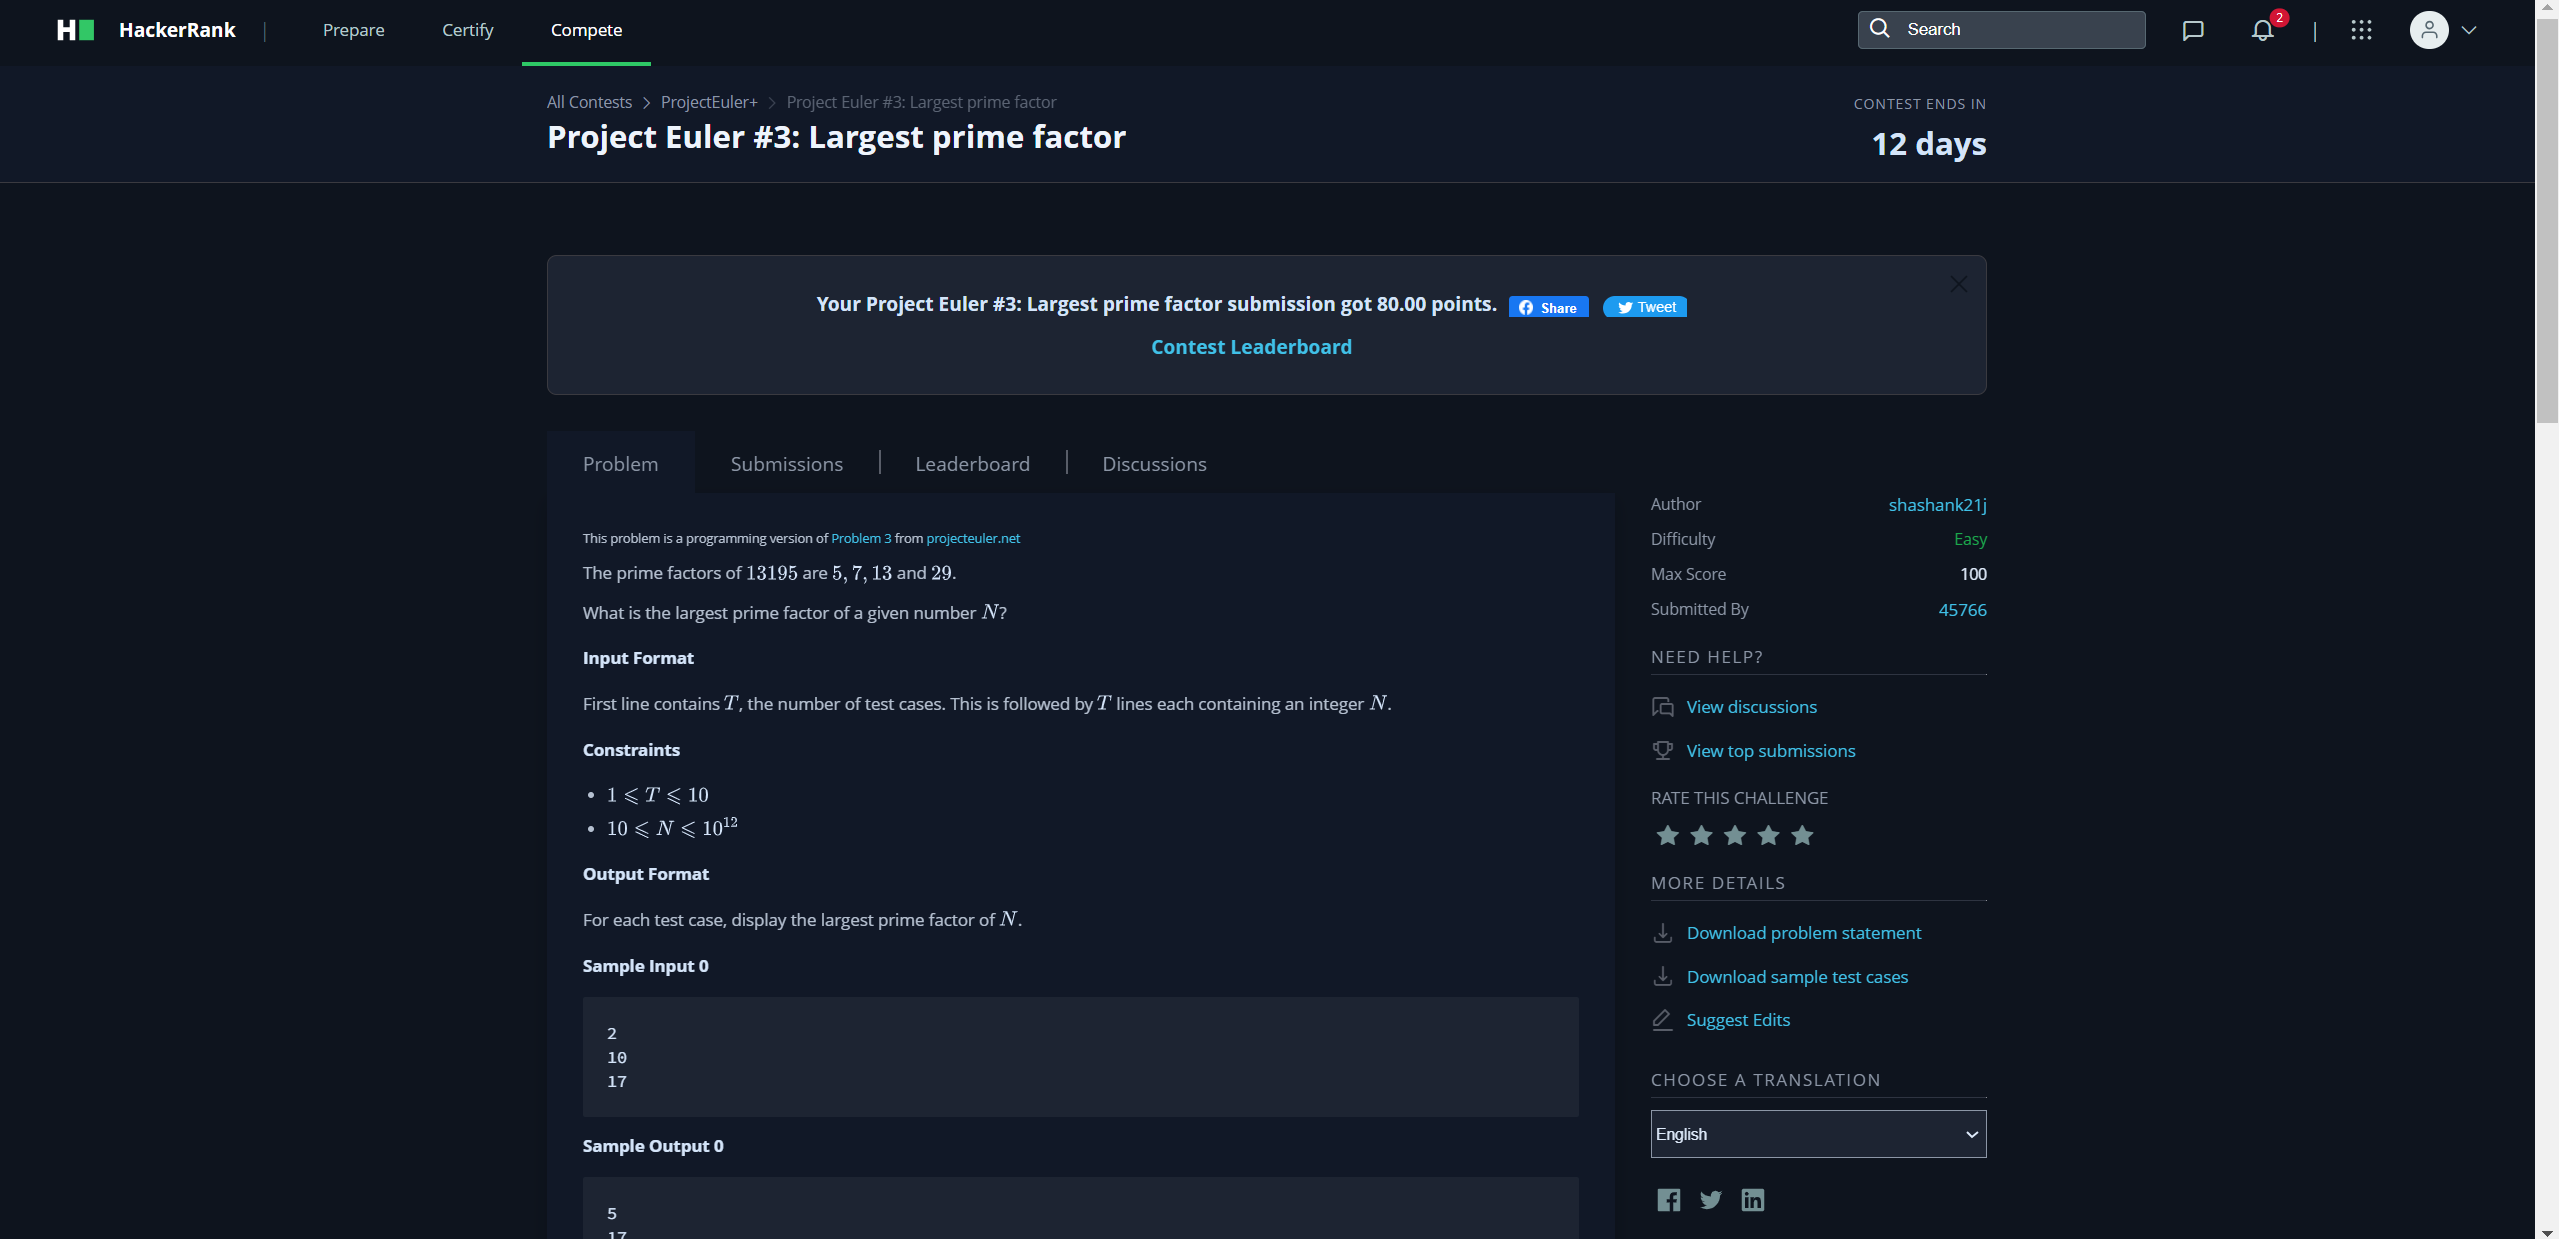 HackerRank | Prepare Certify Compete Search 2
All Contests > ProjectEuler+ > Project Euler #3: Largest prime factor
CONTEST ENDS IN
Project Euler #3: Largest prime factor
12 days
Your Project Euler #3: Largest prime factor submission got 80.00 points. Share Tweet
Contest Leaderboard
Problem Submissions | Leaderboard | Discussions
This problem is a programming version of Problem 3 from projecteuler.net
The prime factors of 13195 are 5, 7, 13 and 29.
What is the largest prime factor of a given number N?
Input Format
First line contains T, the number of test cases. This is followed by T lines each containing an integer N.
Constraints
• 1 ⩽ T ⩽ 10
• 10 ⩽ N ⩽ 10¹²
Output Format
For each test case, display the largest prime factor of N.
Sample Input 0
2
10
17
Sample Output 0
5
17
Author shashank21j
Difficulty Easy
Max Score 100
Submitted By 45766
NEED HELP?
View discussions
View top submissions
RATE THIS CHALLENGE
MORE DETAILS
Download problem statement
Download sample test cases
Suggest Edits
CHOOSE A TRANSLATION
English